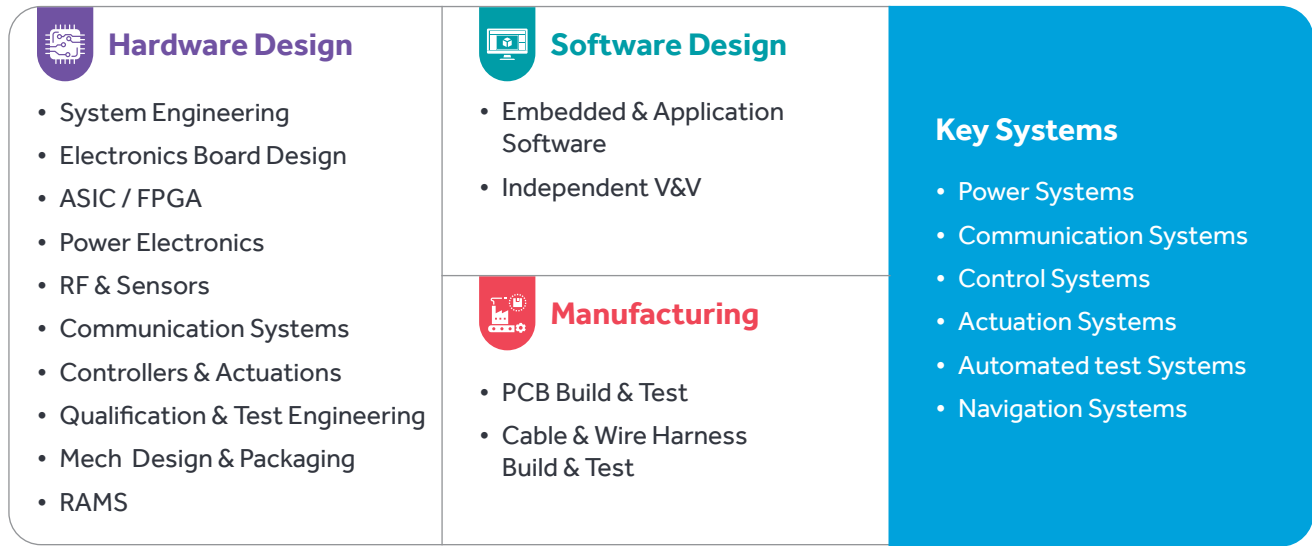 Hardware Design
• System Engineering
• Electronics Board Design
• ASIC / FPGA
• Power Electronics
• RF & Sensors
• Communication Systems
• Controllers & Actuations
• Qualification & Test Engineering
• Mech Design & Packaging
• RAMS
Software Design
• Embedded & Application
Software
• Independent V&V
Manufacturing
• PCB Build & Test
• Cable & Wire Harness
Build & Test
Key Systems
• Power Systems
• Communication Systems
• Control Systems
• Actuation Systems
• Automated test Systems
• Navigation Systems